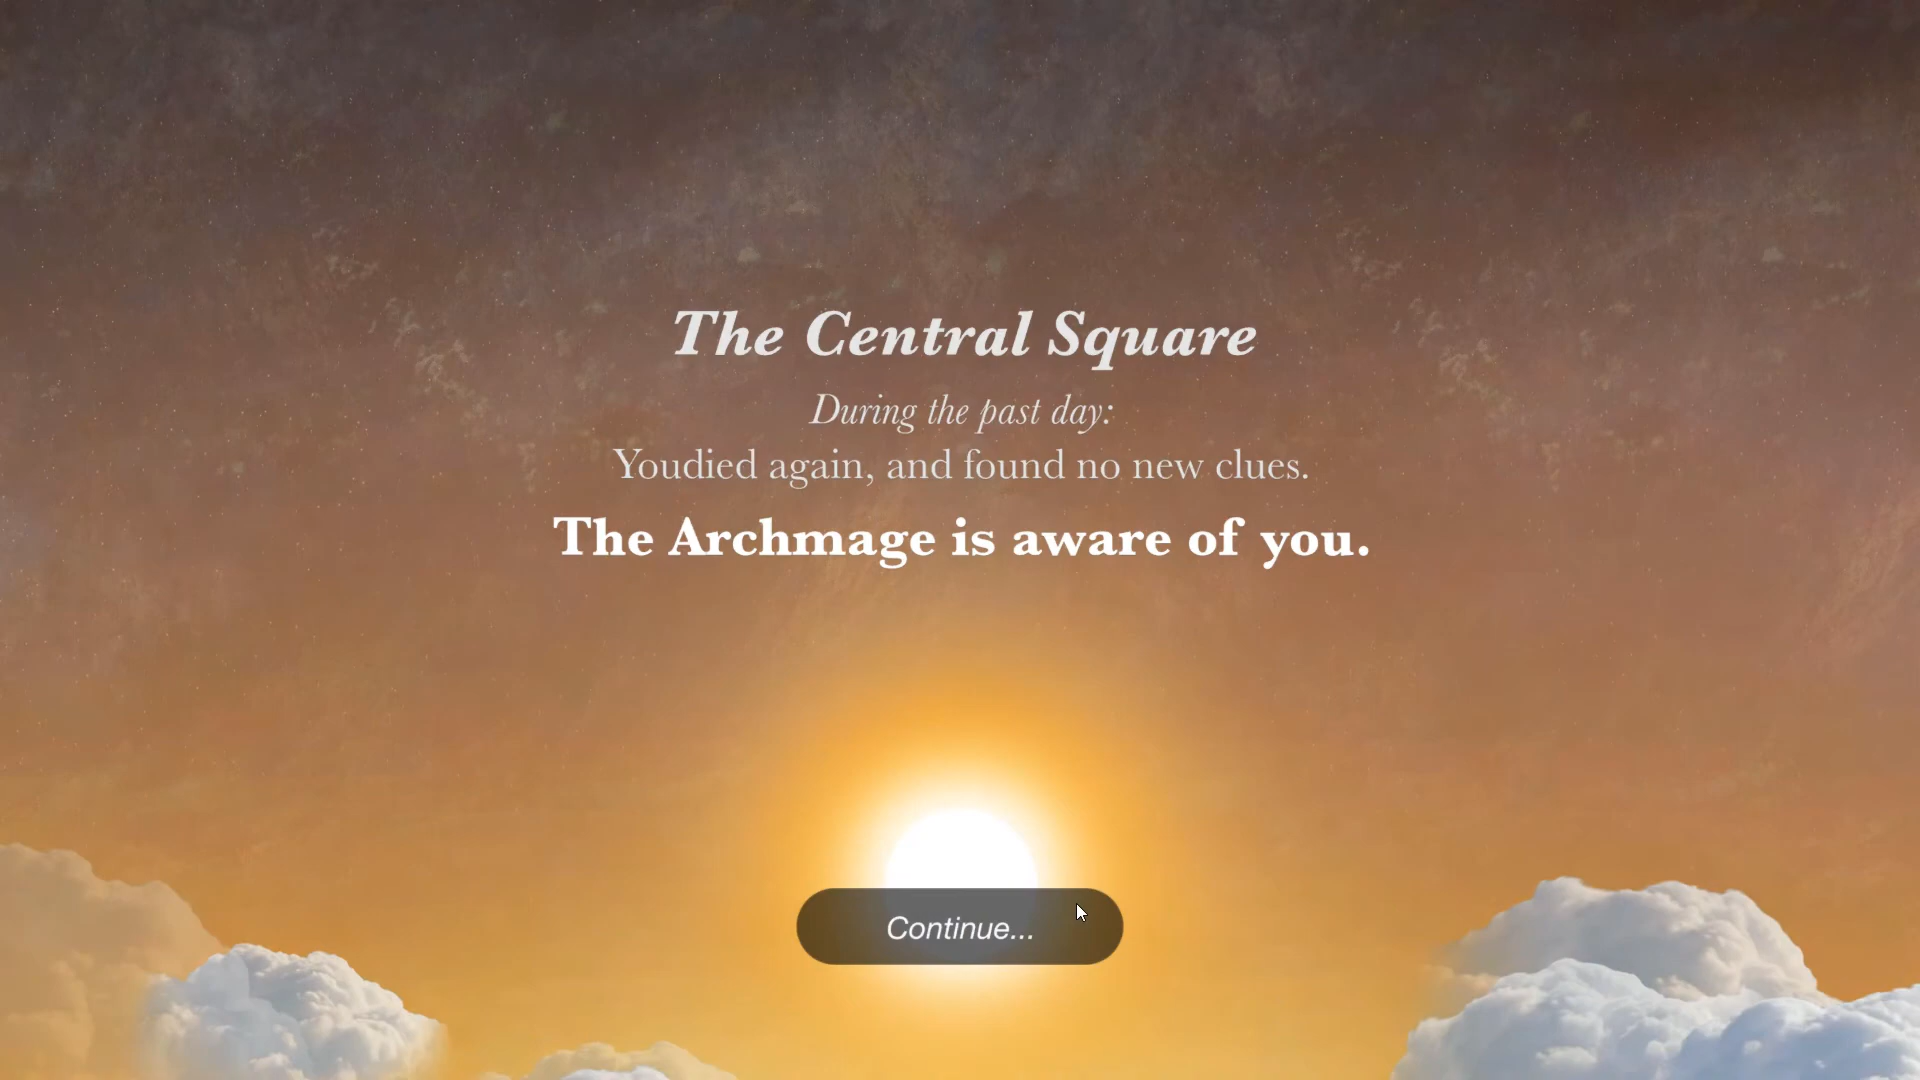 The Central Square
During the past day:
Youdied again, and found no new clues.
The Archmage is aware of you.
Continue...